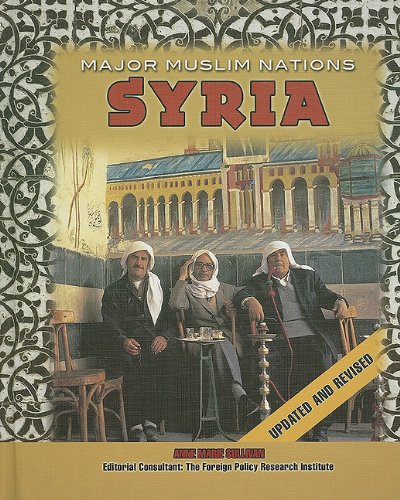 MAJOR MUSLIM NATIONS
SYRIA
UPDATED AND REVISED
ANNE MARIE SULLIVAN
Editorial Consultant: The Foreign Policy Research Institute